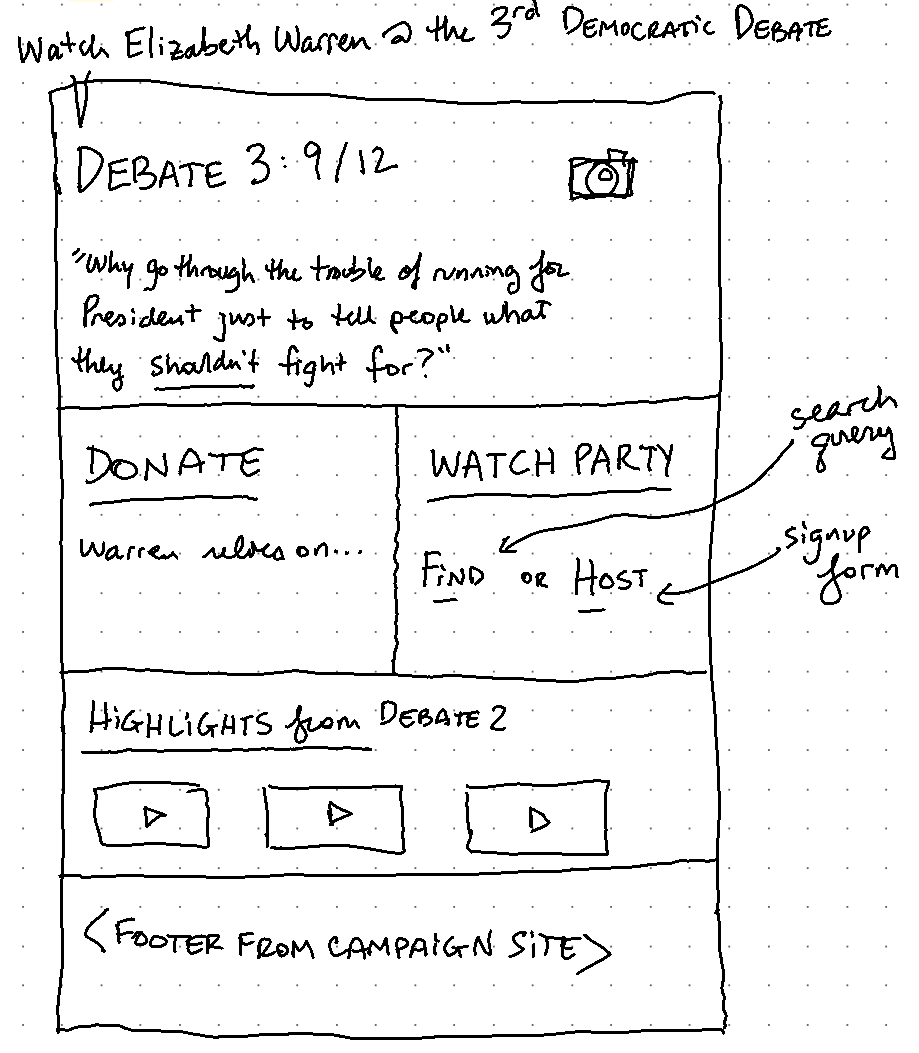 Watch Elizabeth Warren @ the 3rd DEMOCRATIC DEBATE
DEBATE 3: 9/12
"Why go through the trouble of running for
President just to tell people what
they shouldn't fight for?"
search
query
DONATE
WATCH PARTY
Warren relies on...
FIND OR HOST
signup
form
HIGHLIGHTS from DEBATE 2
<FOOTER FROM CAMPAIGN SITE>